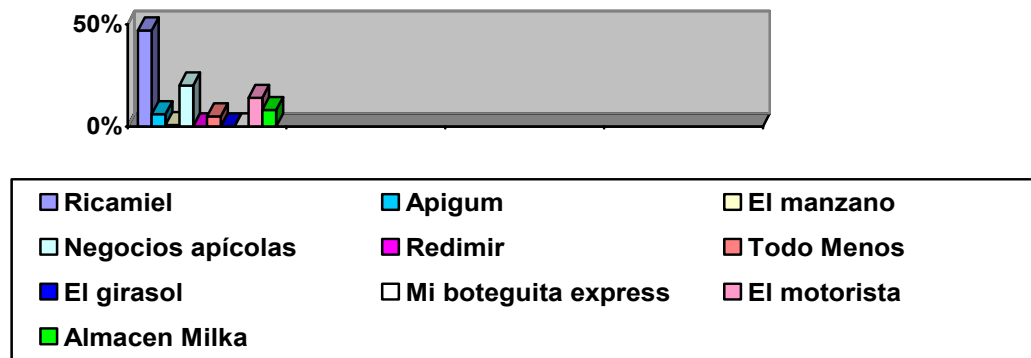 50%
0%
Ricamiel Apigum El manzano
Negocios apícolas Redimir Todo Menos
El girasol Mi boteguita express El motorista
Almacen Milka